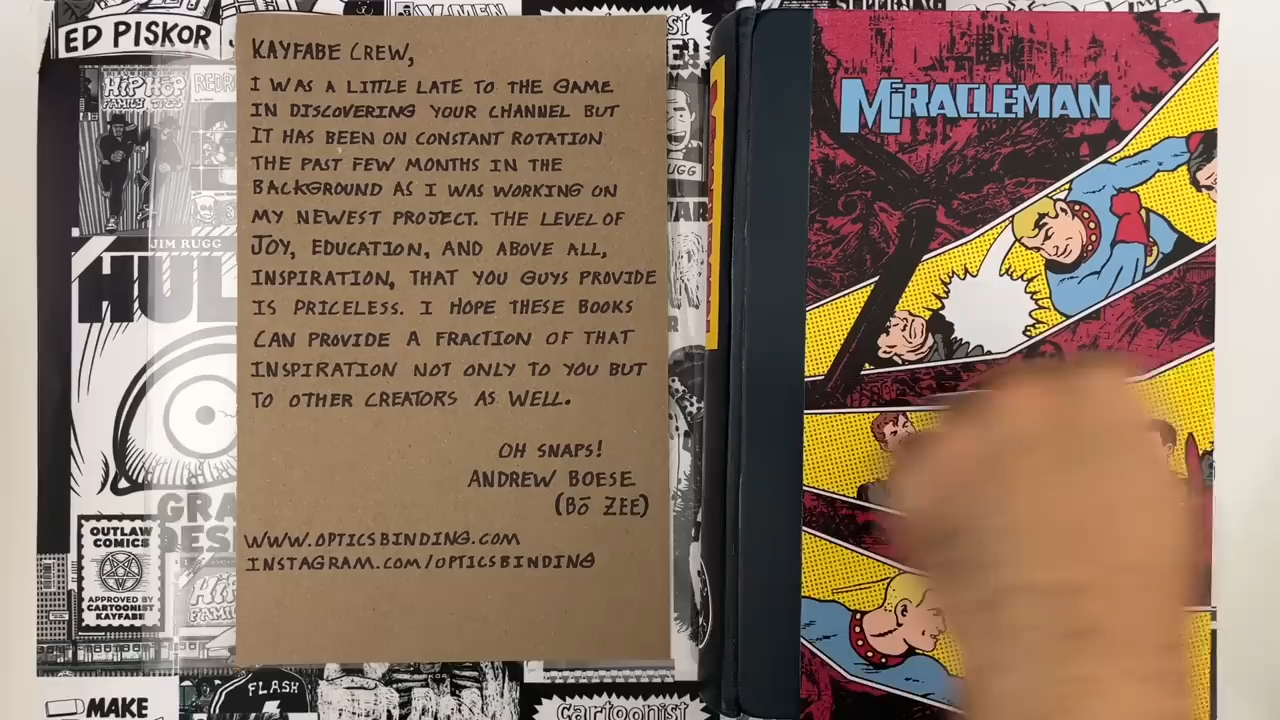 ED PISKOR
HIP HOP
FAMILY TREE
JIM RUGG
OUTLAW
COMICS
APPROVED BY
CARTOONIST
KAYFABE
MAKE
FLASH
cartoonist
KAYFABE CREW,
I WAS A LITTLE LATE TO THE GAME
IN DISCOVERING YOUR CHANNEL BUT
IT HAS BEEN ON CONSTANT ROTATION
THE PAST FEW MONTHS IN THE
BACKGROUND AS I WAS WORKING ON
MY NEWEST PROJECT. THE LEVEL OF
JOY, EDUCATION, AND ABOVE ALL,
INSPIRATION, THAT YOU GUYS PROVIDE
IS PRICELESS. I HOPE THESE BOOKS
CAN PROVIDE A FRACTION OF THAT
INSPIRATION NOT ONLY TO YOU BUT
TO OTHER CREATORS AS WELL.
OH SNAPS!
ANDREW BOESE
(Bō ZEE)
WWW.OPTICSBINDING.COM
INSTAGRAM.COM/OPTICSBINDING
MIRACLEMAN